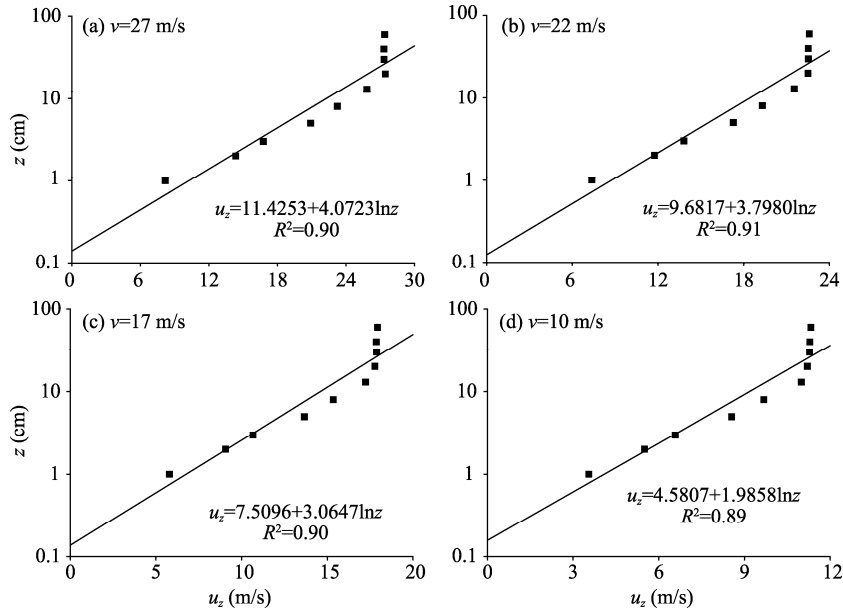 (a) v=27 m/s
100
10
1
0.1
z (cm)
0 6 12 18 24 30
u_z=11.4253+4.0723lnz
R²=0.90
(b) v=22 m/s
100
10
1
0.1
0 6 12 18 24
u_z=9.6817+3.7980lnz
R²=0.91
(c) v=17 m/s
100
10
1
0.1
z (cm)
0 5 10 15 20
u_z (m/s)
u_z=7.5096+3.0647lnz
R²=0.90
(d) v=10 m/s
100
10
1
0.1
0 3 6 9 12
u_z (m/s)
u_z=4.5807+1.9858lnz
R²=0.89